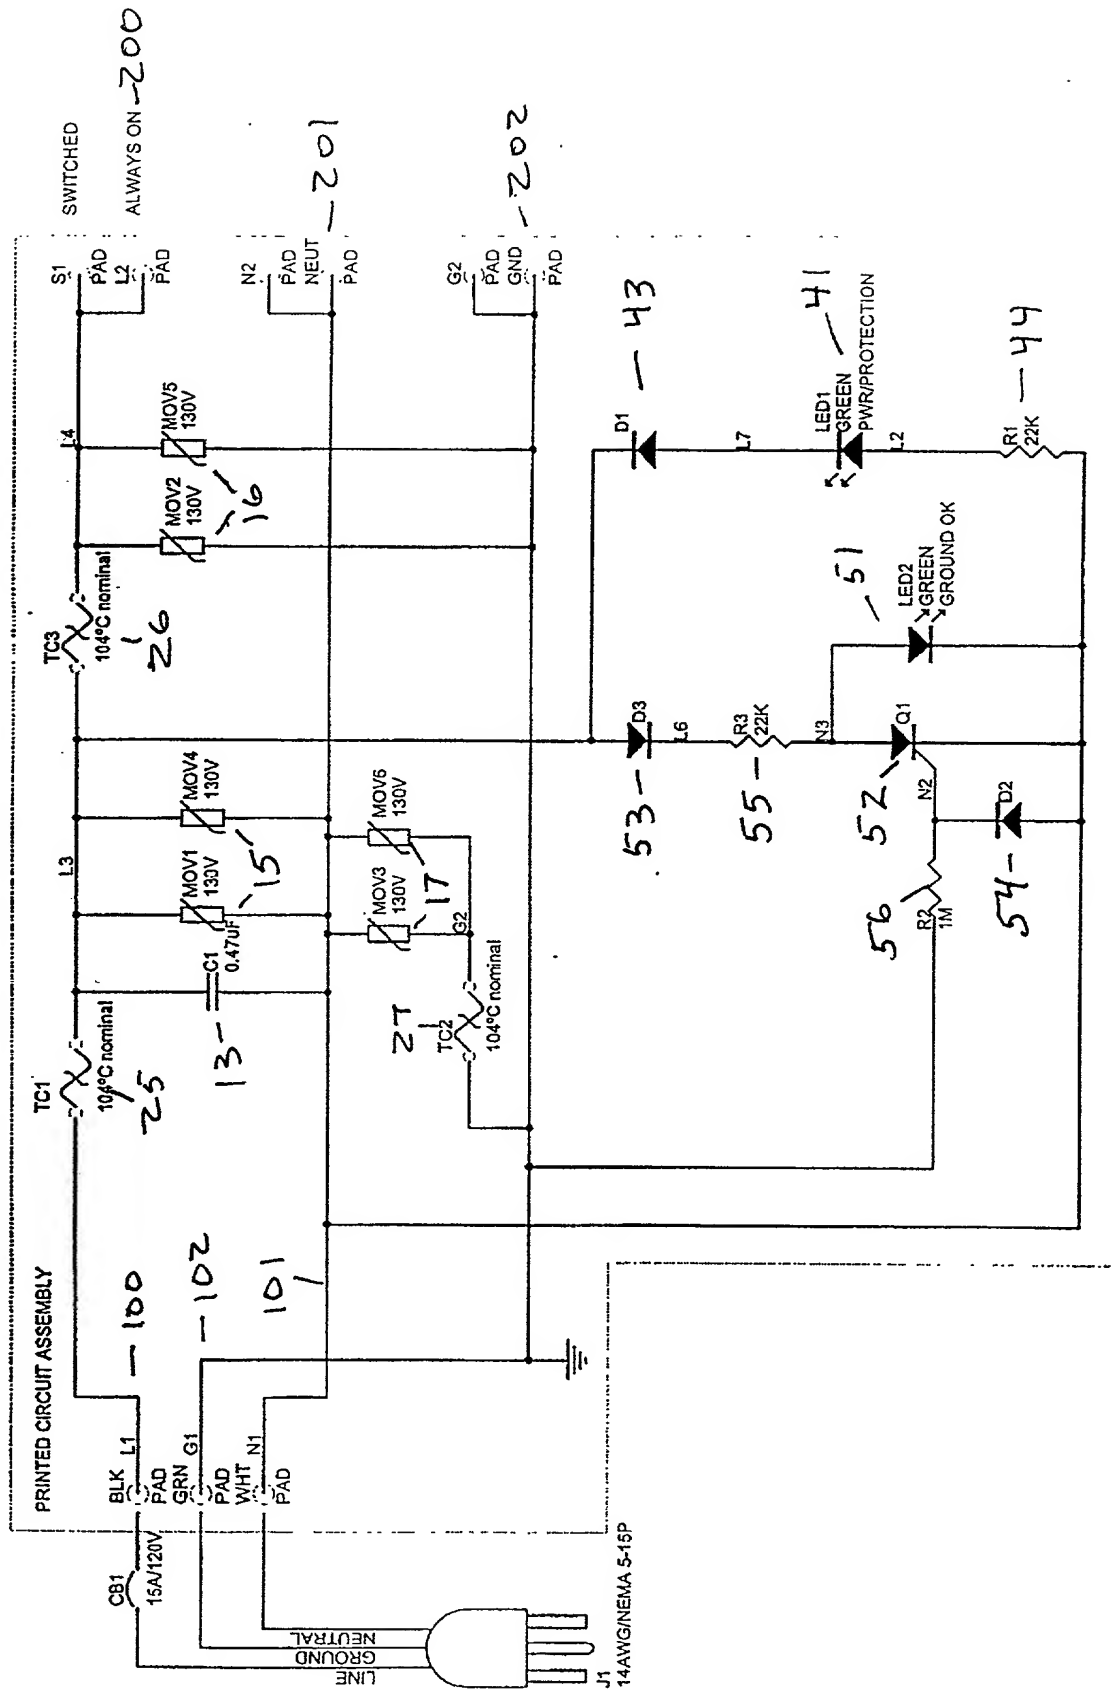 PRINTED CIRCUIT ASSEMBLY
J1
14AWG/NEMA 5-15P
LINE
GROUND
NEUTRAL
CB1
15A/120V
BLK
PAD
L1
100
GRN
PAD
G1
102
WHT
PAD
N1
101
TC1
104ºC nominal
25
13
C1
0.47uF
L3
MOV1
130V
MOV4
130V
15
27
TC2
104ºC nominal
G2
MOV3
130V
MOV6
130V
17
TC3
104ºC nominal
26
L4
MOV2
130V
MOV5
130V
16
S1
PAD
L2
PAD
SWITCHED
ALWAYS ON
200
N2
PAD
NEUT
PAD
201
G2
PAD
GND
PAD
202
53
D3
L6
55
R3
22K
N3
52
Q1
N2
56
R2
1M
54
D2
51
LED2
GREEN
GROUND OK
D1
43
L7
LED1
GREEN
PWR/PROTECTION
41
L2
R1
22K
44